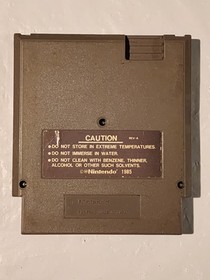 CAUTION REV-A
●DO NOT STORE IN EXTREME TEMPERATURES.
●DO NOT IMMERSE IN WATER.
●DO NOT CLEAN WITH BENZENE, THINNER,
ALCOHOL OR OTHER SUCH SOLVENTS.
©Nintendo 1985